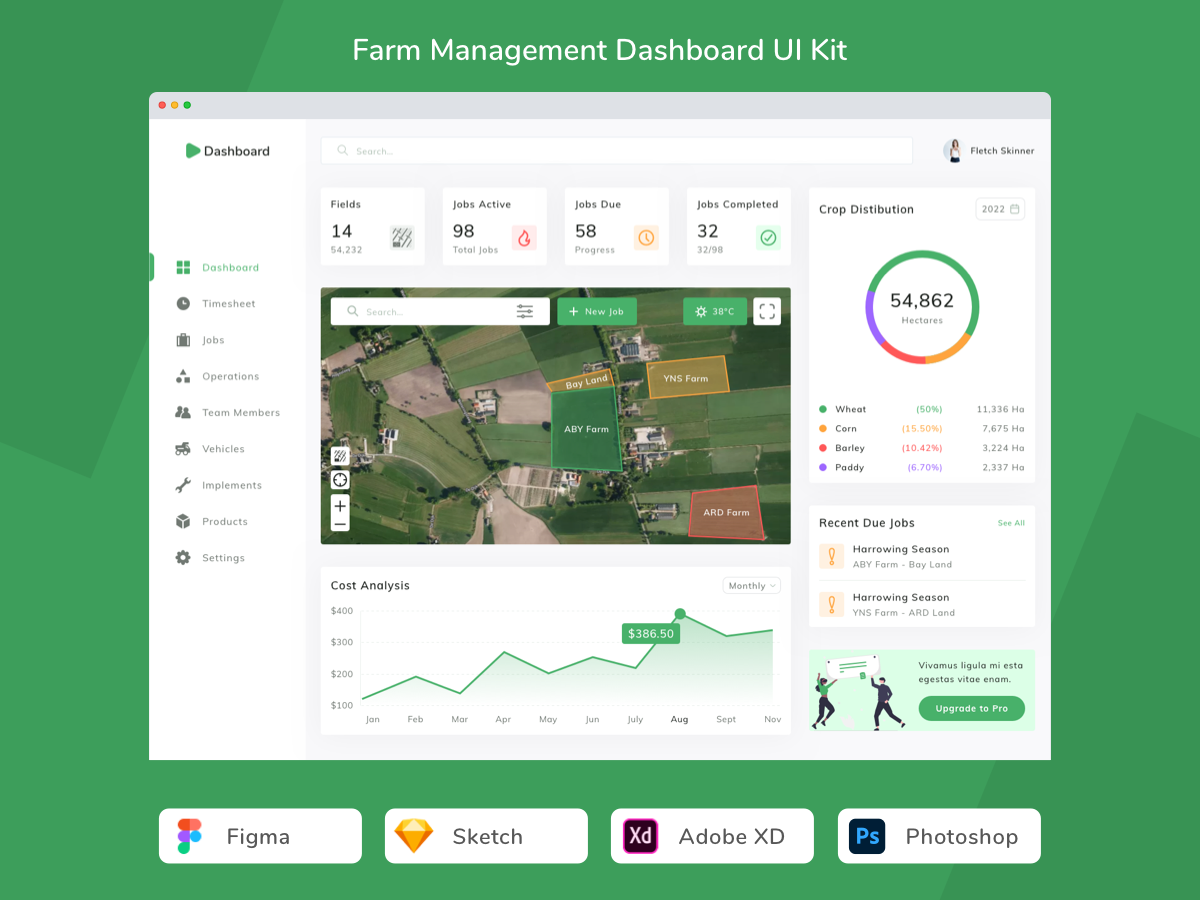 Farm Management Dashboard UI Kit
Dashboard
Search...
Fletch Skinner
Dashboard
Timesheet
Jobs
Operations
Team Members
Vehicles
Implements
Products
Settings
Fields
14
54,232
Jobs Active
98
Total Jobs
Jobs Due
58
Progress
Jobs Completed
32
32/98
Search...
+ New Job
38°C
Bay Land
YNS Farm
ABY Farm
ARD Farm
+
−
Cost Analysis
Monthly
$400
$300
$200
$100
$386.50
Jan Feb Mar Apr May Jun July Aug Sept Nov
Crop Distibution
2022
54,862
Hectares
Wheat (50%) 11,336 Ha
Corn (15.50%) 7,675 Ha
Barley (10.42%) 3,224 Ha
Paddy (6.70%) 2,337 Ha
Recent Due Jobs
See All
Harrowing Season
ABY Farm - Bay Land
Harrowing Season
YNS Farm - ARD Land
Vivamus ligula mi esta
egestas vitae enam.
Upgrade to Pro
Figma
Sketch
Xd Adobe XD
Ps Photoshop